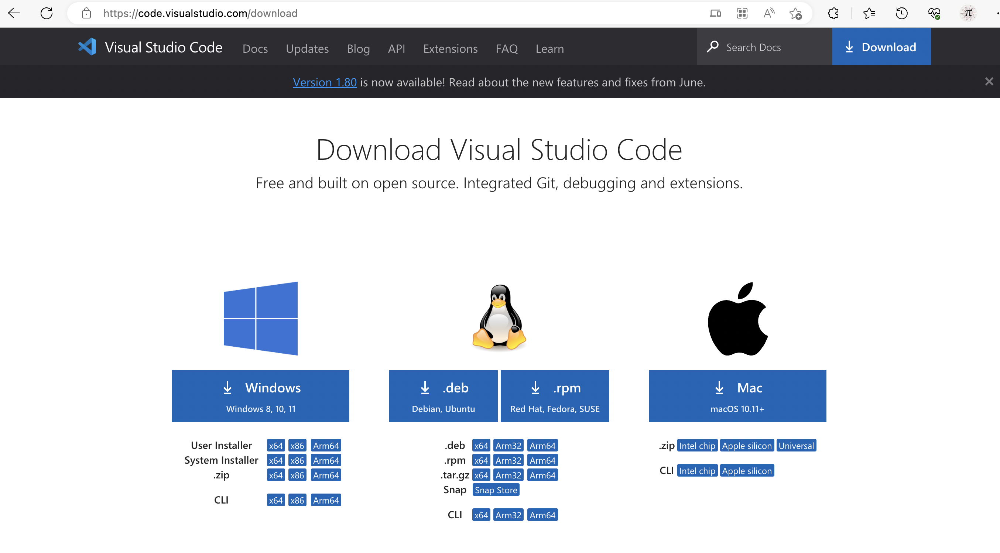 https://code.visualstudio.com/download
Visual Studio Code Docs Updates Blog API Extensions FAQ Learn Search Docs Download
Version 1.80 is now available! Read about the new features and fixes from June.
Download Visual Studio Code
Free and built on open source. Integrated Git, debugging and extensions.
Windows
Windows 8, 10, 11
User Installer x64 x86 Arm64
System Installer x64 x86 Arm64
.zip x64 x86 Arm64
CLI x64 x86 Arm64
.deb
Debian, Ubuntu
.rpm
Red Hat, Fedora, SUSE
.deb x64 Arm32 Arm64
.rpm x64 Arm32 Arm64
.tar.gz x64 Arm32 Arm64
Snap Snap Store
CLI x64 Arm32 Arm64
Mac
macOS 10.11+
.zip Intel chip Apple silicon Universal
CLI Intel chip Apple silicon